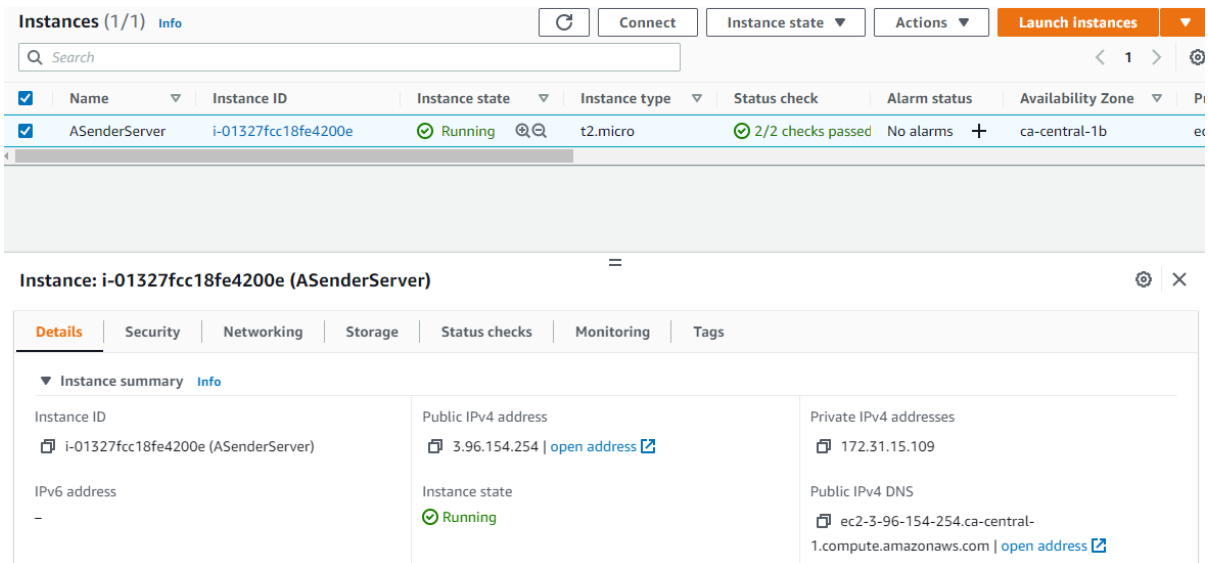 Instances (1/1) Info Connect Instance state Actions Launch instances
Search 1
Name Instance ID Instance state Instance type Status check Alarm status Availability Zone
ASenderServer i-01327fcc18fe4200e Running t2.micro 2/2 checks passed No alarms + ca-central-1b
Instance: i-01327fcc18fe4200e (ASenderServer)
Details Security Networking Storage Status checks Monitoring Tags
Instance summary Info
Instance ID Public IPv4 address Private IPv4 addresses
i-01327fcc18fe4200e (ASenderServer) 3.96.154.254 | open address 172.31.15.109
IPv6 address Instance state Public IPv4 DNS
– Running ec2-3-96-154-254.ca-central-
1.compute.amazonaws.com | open address